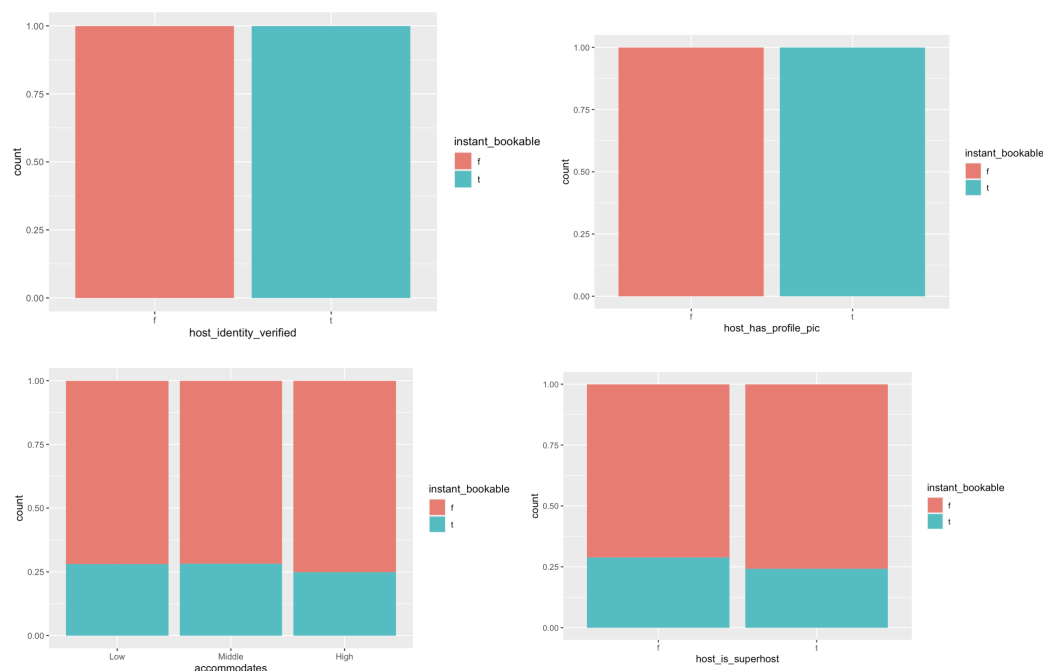 1.00
0.75
0.50
0.25
0.00
count
f
t
host_identity_verified
instant_bookable
f
t
1.00
0.75
0.50
0.25
0.00
count
f
t
host_has_profile_pic
instant_bookable
f
t
1.00
0.75
0.50
0.25
0.00
count
Low
Middle
High
accommodates
instant_bookable
f
t
1.00
0.75
0.50
0.25
0.00
count
f
t
host_is_superhost
instant_bookable
f
t